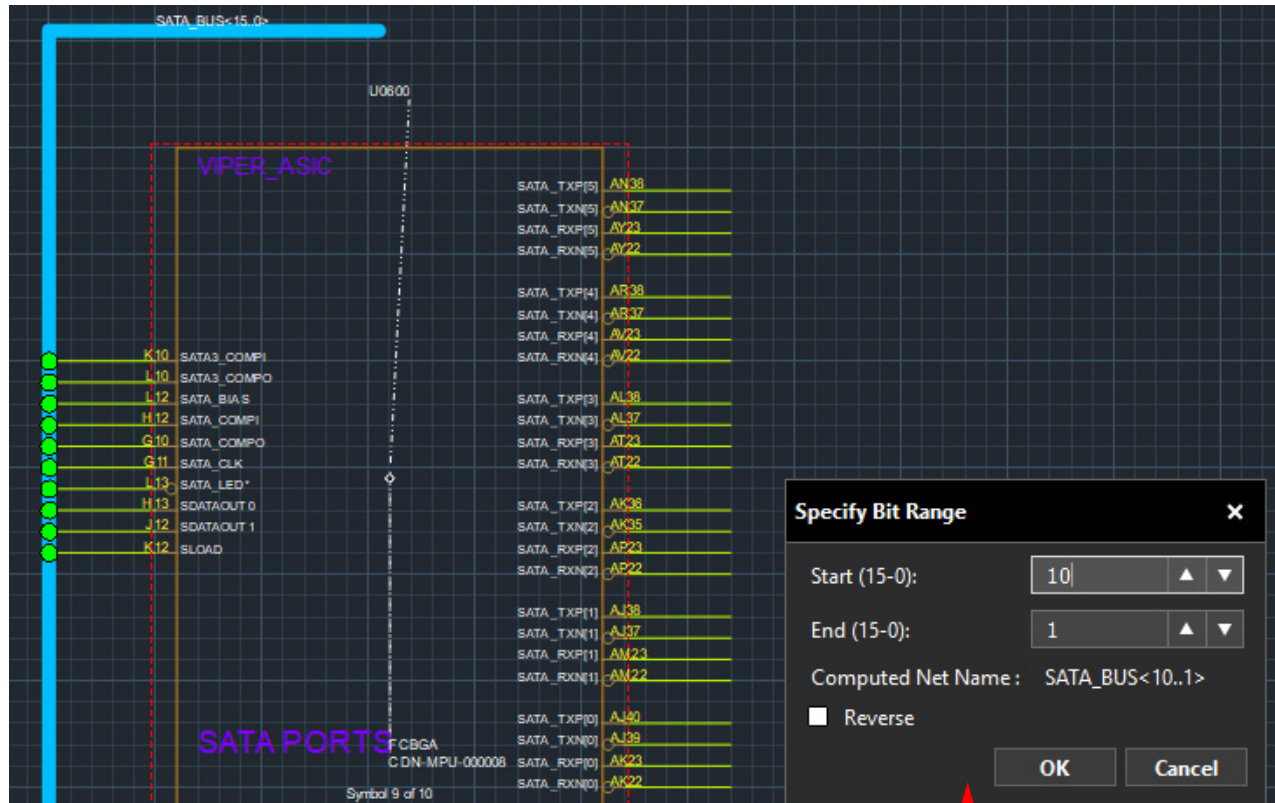 SATA_BUS<15..0>
U0600
VIPER_ASIC
SATA_TXP[5] AN38
SATA_TXN[5] AN37
SATA_RXP[5] AY23
SATA_RXN[5] AY22
SATA_TXP[4] AR38
SATA_TXN[4] AR37
SATA_RXP[4] AV23
SATA_RXN[4] AV22
K10 SATA3_COMPI
L10 SATA3_COMPO
L12 SATA_BIAS
H12 SATA_COMPI
G10 SATA_COMPO
G11 SATA_CLK
L13 SATA_LED*
H13 SDATAOUT0
J12 SDATAOUT1
K12 SLOAD
SATA_TXP[3] AL38
SATA_TXN[3] AL37
SATA_RXP[3] AT23
SATA_RXN[3] AT22
SATA_TXP[2] AK36
SATA_TXN[2] AK35
SATA_RXP[2] AP23
SATA_RXN[2] AP22
SATA_TXP[1] AJ38
SATA_TXN[1] AJ37
SATA_RXP[1] AM23
SATA_RXN[1] AM22
SATA_TXP[0] AJ40
SATA_TXN[0] AJ39
SATA_RXP[0] AK23
SATA_RXN[0] AK22
SATA PORTS
FCBGA
CDN-MPU-000008
Symbol 9 of 10
Specify Bit Range ×
Start (15-0): 10
End (15-0): 1
Computed Net Name : SATA_BUS<10..1>
Reverse
OK Cancel